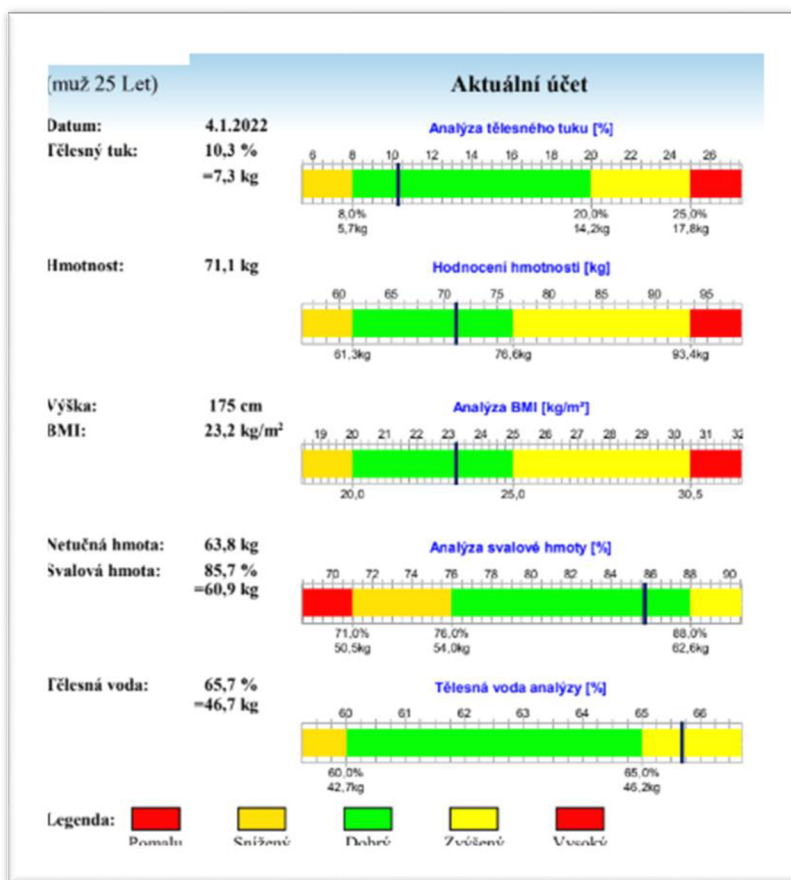 (muž 25 Let) Aktuální účet
Datum: 4.1.2022 Analýza tělesného tuku [%]
Tělesný tuk: 10,3 % 6 8 10 12 14 16 18 20 22 24 26
=7,3 kg
8,0% 20,0% 25,0%
5,7kg 14,2kg 17,8kg
Hmotnost: 71,1 kg Hodnocení hmotnosti [kg]
60 65 70 75 80 85 90 95
61,3kg 76,6kg 93,4kg
Výška: 175 cm Analýza BMI [kg/m²]
BMI: 23,2 kg/m² 19 20 21 22 23 24 25 26 27 28 29 30 31 32
20,0 25,0 30,5
Netučná hmota: 63,8 kg Analýza svalové hmoty [%]
Svalová hmota: 85,7 % 70 72 74 76 78 80 82 84 86 88 90
=60,9 kg
71,0% 76,0% 88,0%
50,5kg 54,0kg 62,6kg
Tělesná voda: 65,7 % Tělesná voda analýzy [%]
=46,7 kg 60 61 62 63 64 65 66
60,0% 65,0%
42,7kg 46,2kg
Legenda:
Pomalu Snížený Dobrý Zvýšený Vysoký